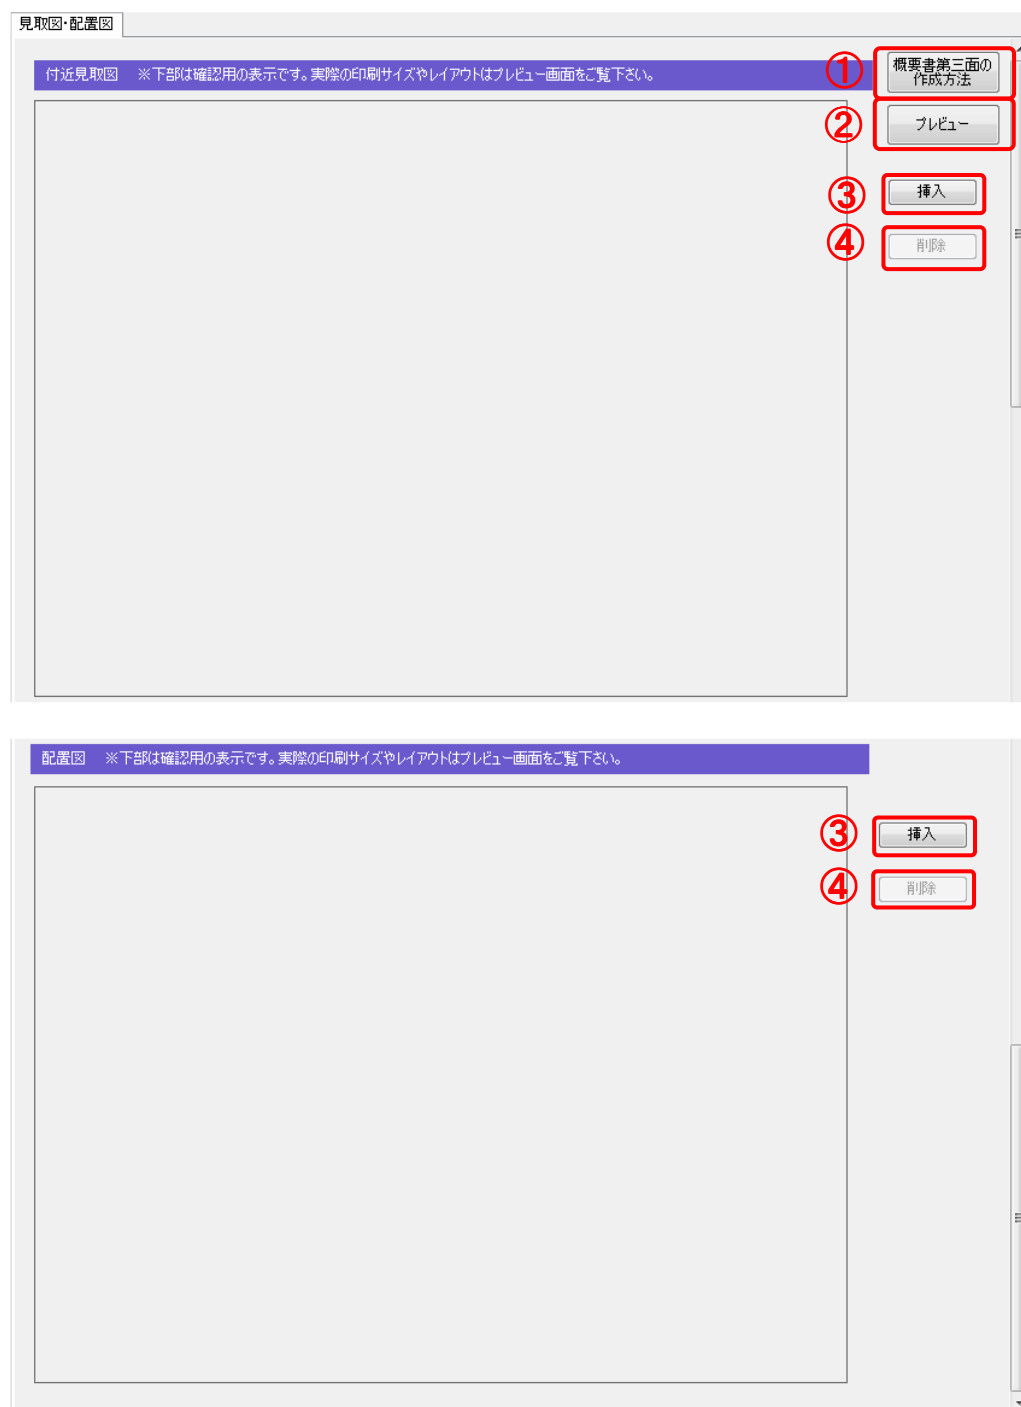 見取図・配置図
付近見取図　※下部は確認用の表示です。実際の印刷サイズやレイアウトはプレビュー画面をご覧下さい。
①
概要書第三面の
作成方法
②
プレビュー
③
挿入
④
削除
配置図　※下部は確認用の表示です。実際の印刷サイズやレイアウトはプレビュー画面をご覧下さい。
③
挿入
④
削除